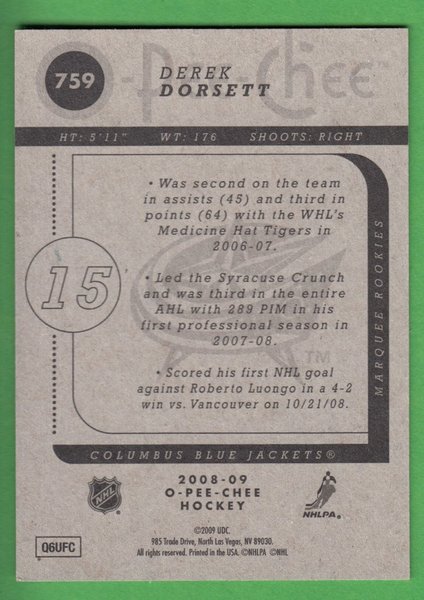 759
O-Pee-Chee™
DEREK
DORSETT
HT: 5'11" WT: 176 SHOOTS: RIGHT
• Was second on the team
in assists (45) and third in
points (64) with the WHL's
Medicine Hat Tigers in
2006-07.
15
• Led the Syracuse Crunch
and was third in the entire
AHL with 289 PIM in his
first professional season in
2007-08.
TM
• Scored his first NHL goal
against Roberto Luongo in a 4-2
win vs. Vancouver on 10/21/08.
MARQUEE ROOKIES
COLUMBUS BLUE JACKETS®
2008-09
O-PEE-CHEE
HOCKEY
NHL
NHLPA.
©2009 UDC.
985 Trade Drive, North Las Vegas, NV 89030.
All rights reserved. Printed in the USA. ©NHLPA ©NHL
Q6UFC